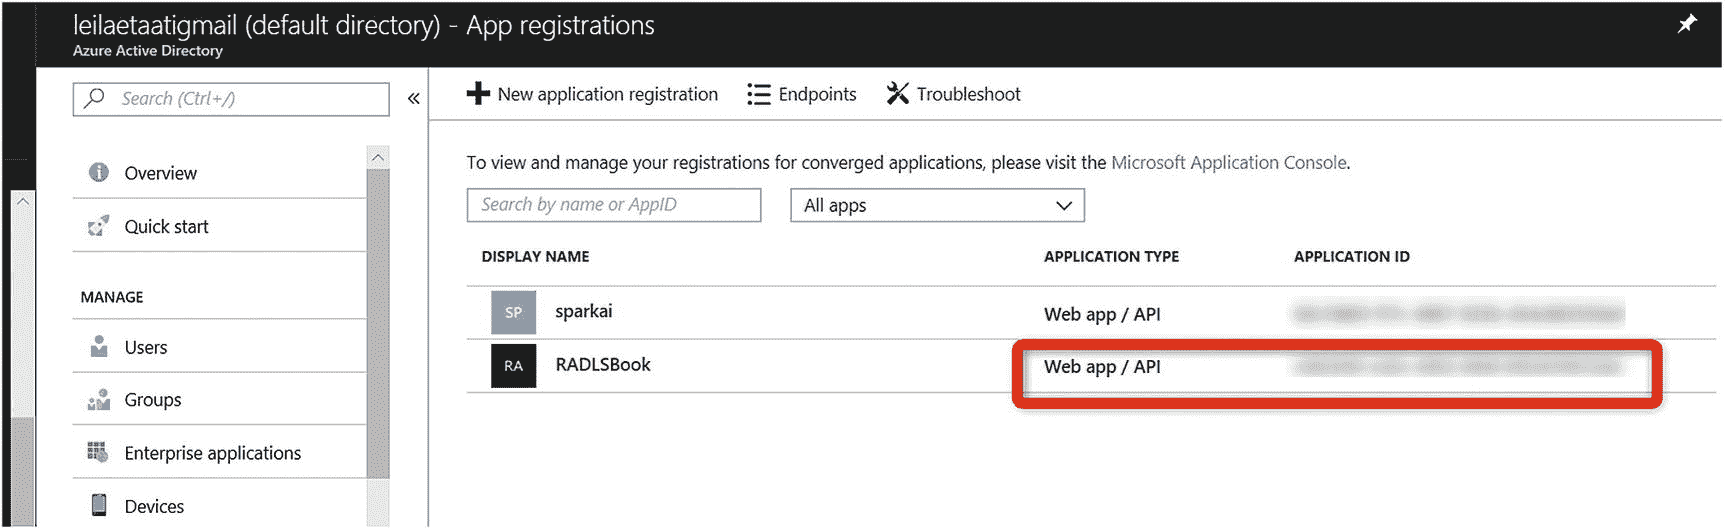 leilaetaatigmail (default directory) - App registrations
Azure Active Directory
Search (Ctrl+/)
«
Overview
Quick start
MANAGE
Users
Groups
Enterprise applications
Devices
New application registration Endpoints Troubleshoot
To view and manage your registrations for converged applications, please visit the Microsoft Application Console.
Search by name or AppID All apps
DISPLAY NAME APPLICATION TYPE APPLICATION ID
SP sparkai Web app / API
RA RADLSBook Web app / API